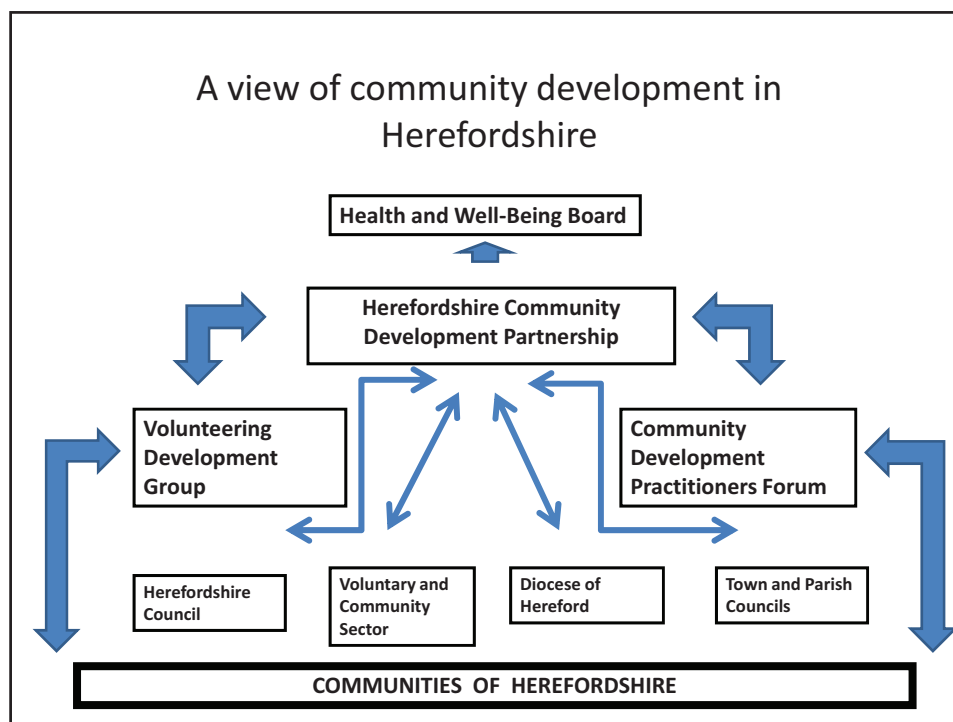 A view of community development in
Herefordshire
Health and Well-Being Board
Herefordshire Community
Development Partnership
Volunteering
Development
Group
Community
Development
Practitioners Forum
Herefordshire
Council
Voluntary and
Community
Sector
Diocese of
Hereford
Town and Parish
Councils
COMMUNITIES OF HEREFORDSHIRE